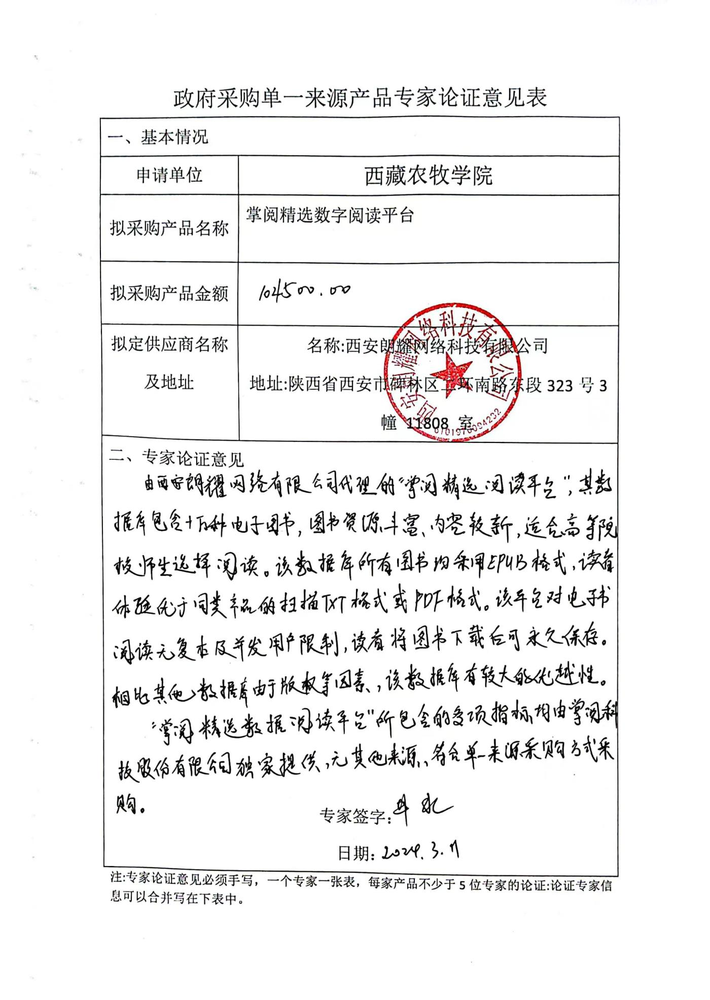 政府采购单一来源产品专家论证意见表
一、基本情况
申请单位
西藏农牧学院
拟采购产品名称
掌阅精选数字阅读平台
拟采购产品金额
104500.00
拟定供应商名称
及地址
名称:西安朗耀网络科技有限公司
地址:陕西省西安市碑林区二环南路东段 323 号 3
幢 11808 室
西安朗耀网络科技有限公司
6101970094232
二、专家论证意见
由西安朗耀网络有限公司代理的“掌阅精选阅读平台”,其数
据库包含十万种电子图书,图书资源丰富、内容较新,适合高等院
校师生选择阅读。该数据库所有图书均采用EPUB格式,读者
体验优于同类产品的扫描TXT格式或PDF格式。该平台对电子书
阅读无复本及并发用户限制,读者将图书下载后可永久保存。
相比其他数据库由于版权等因素,该数据库有较大的优越性。
“掌阅精选数据阅读平台”所包含的各项指标均由掌阅科
技股份有限公司独家提供,无其他来源、符合单一来源采购方式采
购。
专家签字:
日期: 2024.3.11
注:专家论证意见必须手写，一个专家一张表，每家产品不少于 5 位专家的论证:论证专家信
息可以合并写在下表中。